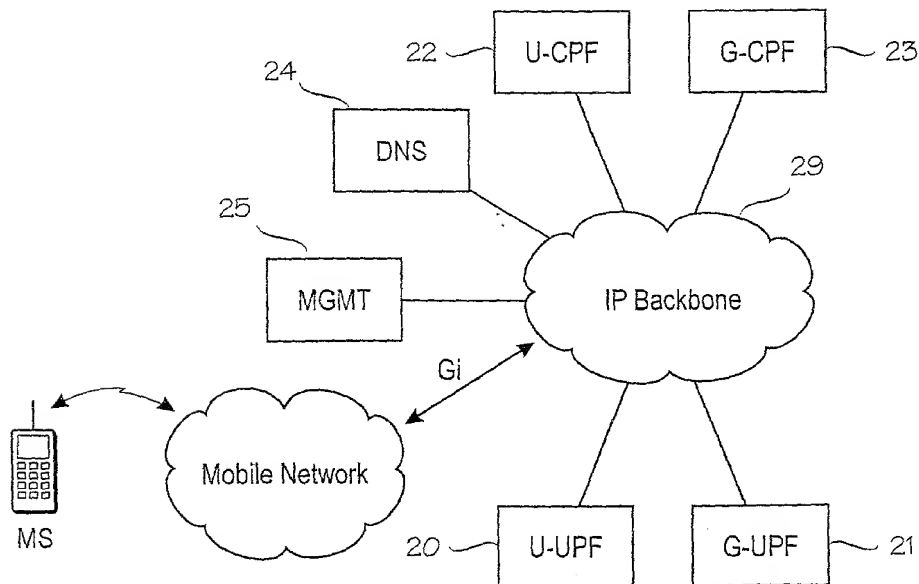 22 U-CPF G-CPF 23
24
DNS
29
25
MGMT IP Backbone
Gi
Mobile Network
MS
20 U-UPF G-UPF 21